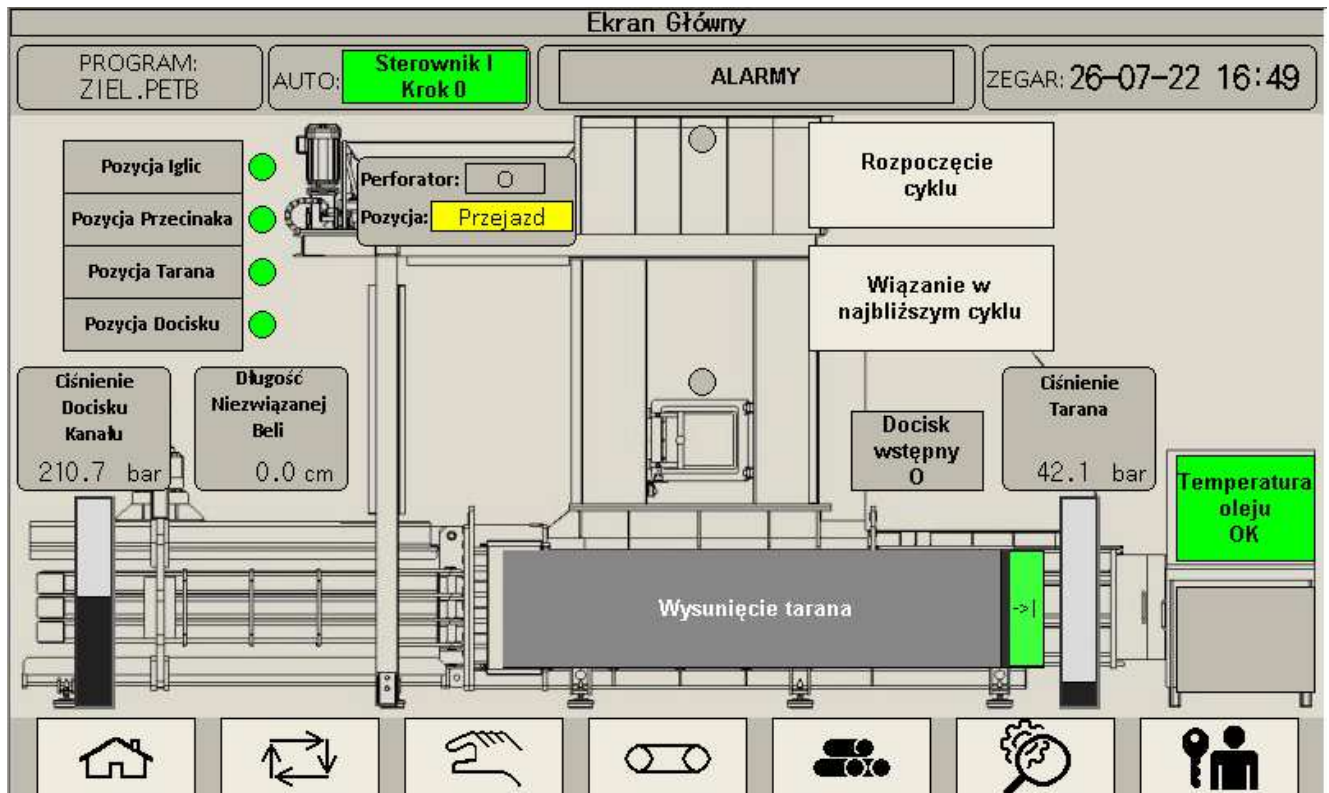 Ekran Główny
PROGRAM:
ZIEL.PETB
AUTO:
Sterownik I
Krok 0
ALARMY
ZEGAR: 26-07-22 16:49
Pozycja Iglic
Pozycja Przecinaka
Pozycja Tarana
Pozycja Docisku
Perforator: 0
Pozycja: Przejazd
Rozpoczęcie
cyklu
Wiązanie w
najbliższym cyklu
Ciśnienie
Docisku
Kanału
210.7 bar
Długość
Niezwiązanej
Beli
0.0 cm
Docisk
wstępny
0
Ciśnienie
Tarana
42.1 bar
Temperatura
oleju
OK
Wysunięcie tarana
->|